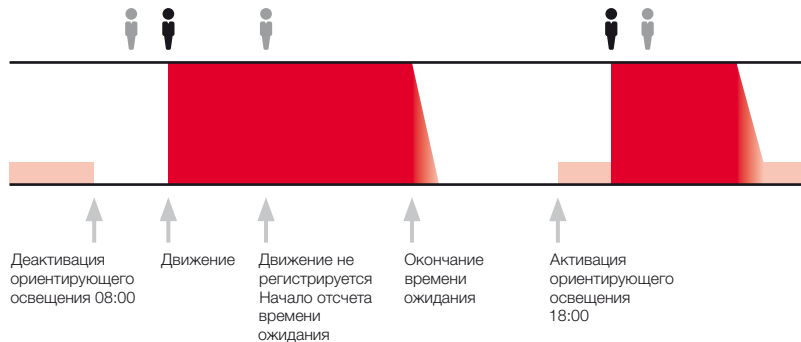 Деактивация
ориентирующего
освещения 08:00
Движение
Движение не
регистрируется
Начало отсчета
времени
ожидания
Окончание
времени
ожидания
Активация
ориентирующего
освещения
18:00